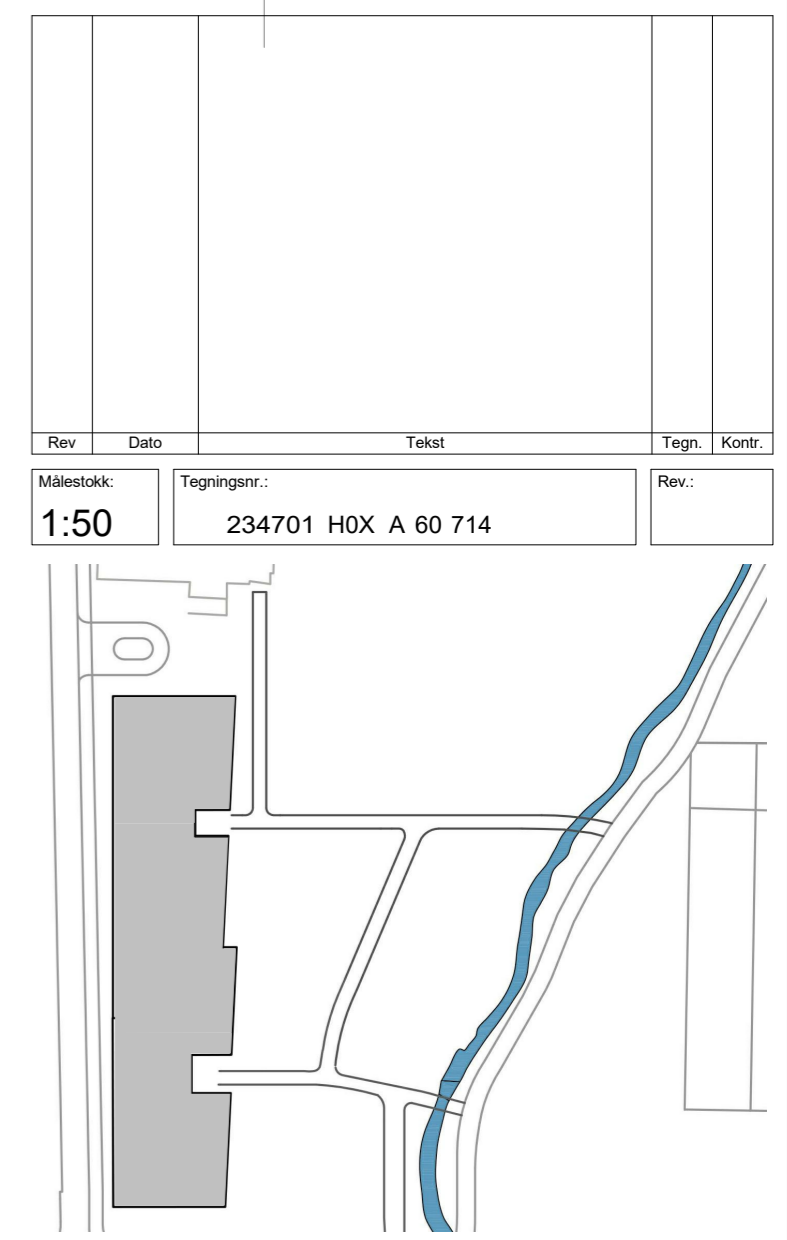 Rev Dato Tekst Tegn. Kontr.
Målestokk: Tegningsnr.: Rev.:
1:50 234701 H0X A 60 714